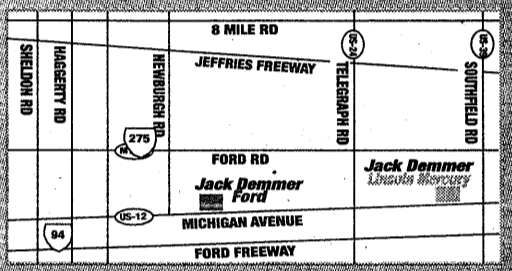 8 MILE RD
US-24
US-39
JEFFRIES FREEWAY
SHELDON RD
HAGGERTY RD
NEWBURGH RD
TELEGRAPH RD
SOUTHFIELD RD
275
M
FORD RD
Jack Demmer
Lincoln Mercury
Jack Demmer
Ford
US-12
MICHIGAN AVENUE
94
FORD FREEWAY